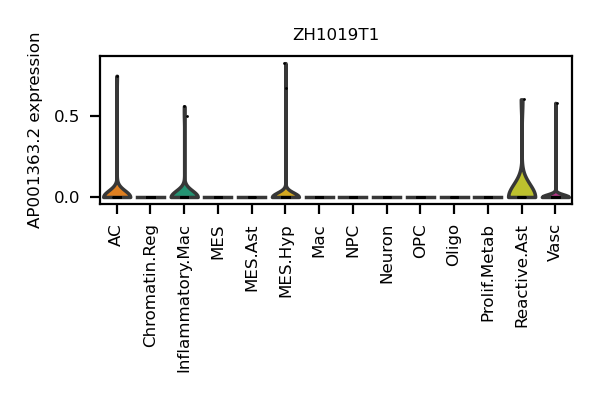 ZH1019T1
AP001363.2 expression
0.5
0.0
AC
Chromatin.Reg
Inflammatory.Mac
MES
MES.Ast
MES.Hyp
Mac
NPC
Neuron
OPC
Oligo
Prolif.Metab
Reactive.Ast
Vasc